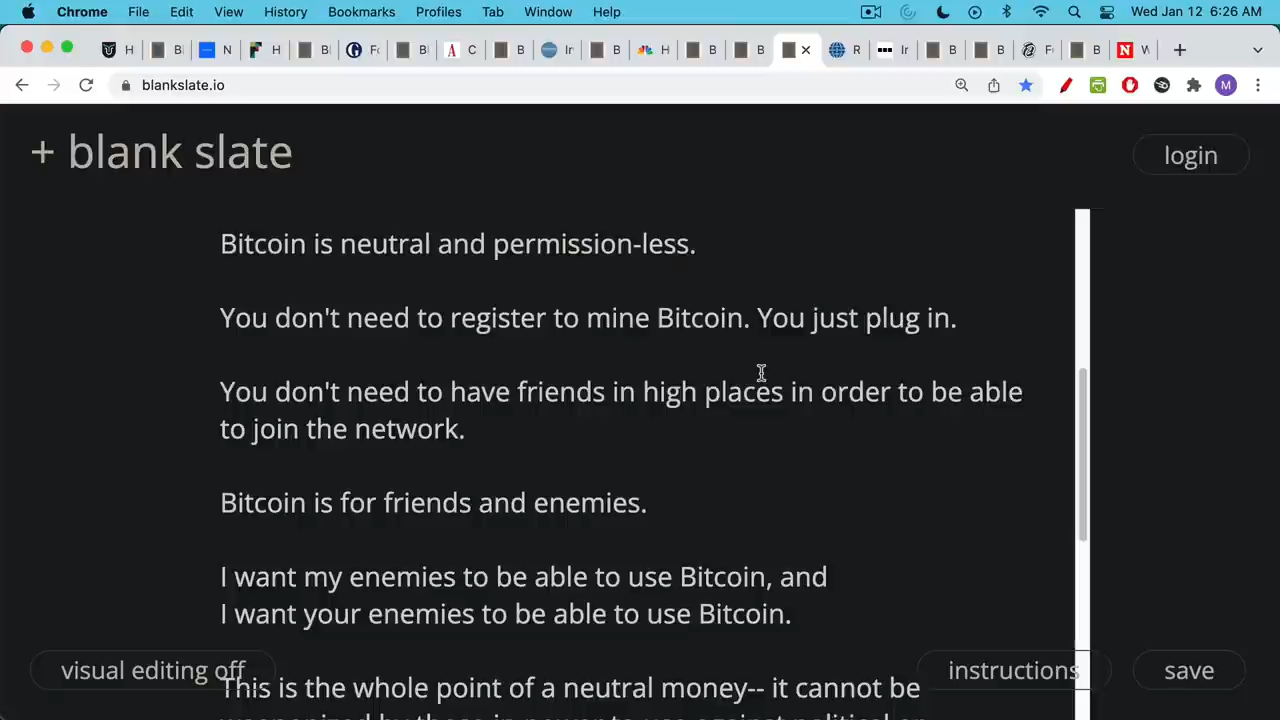 Chrome File Edit View History Bookmarks Profiles Tab Window Help Wed Jan 12 6:26 AM
H B N H B Fo B C B Ir B H B B R Ir B B F B W
blankslate.io M
+ blank slate
login
Bitcoin is neutral and permission-less.
You don't need to register to mine Bitcoin. You just plug in.
You don't need to have friends in high places in order to be able
to join the network.
Bitcoin is for friends and enemies.
I want my enemies to be able to use Bitcoin, and
I want your enemies to be able to use Bitcoin.
visual editing off
instructions
save
This is the whole point of a neutral money-- it cannot be